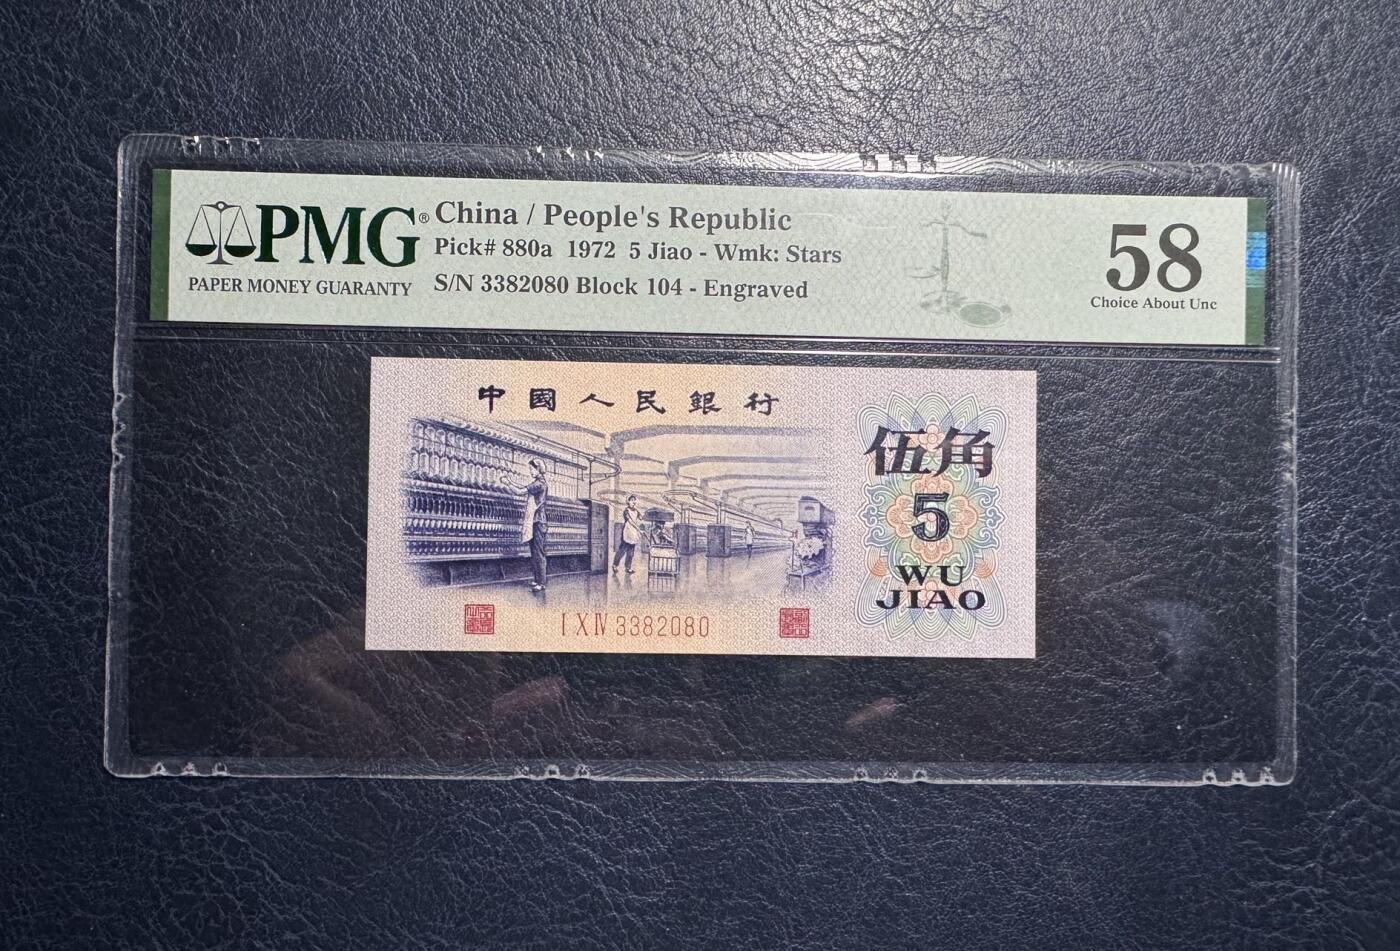 PMG®
PAPER MONEY GUARANTY
China / People's Republic
Pick# 880a 1972 5 Jiao - Wmk: Stars
S/N 3382080 Block 104 - Engraved
58
Choice About Unc
中國人民銀行
伍角
5
WU
JIAO
I X IV 3382080